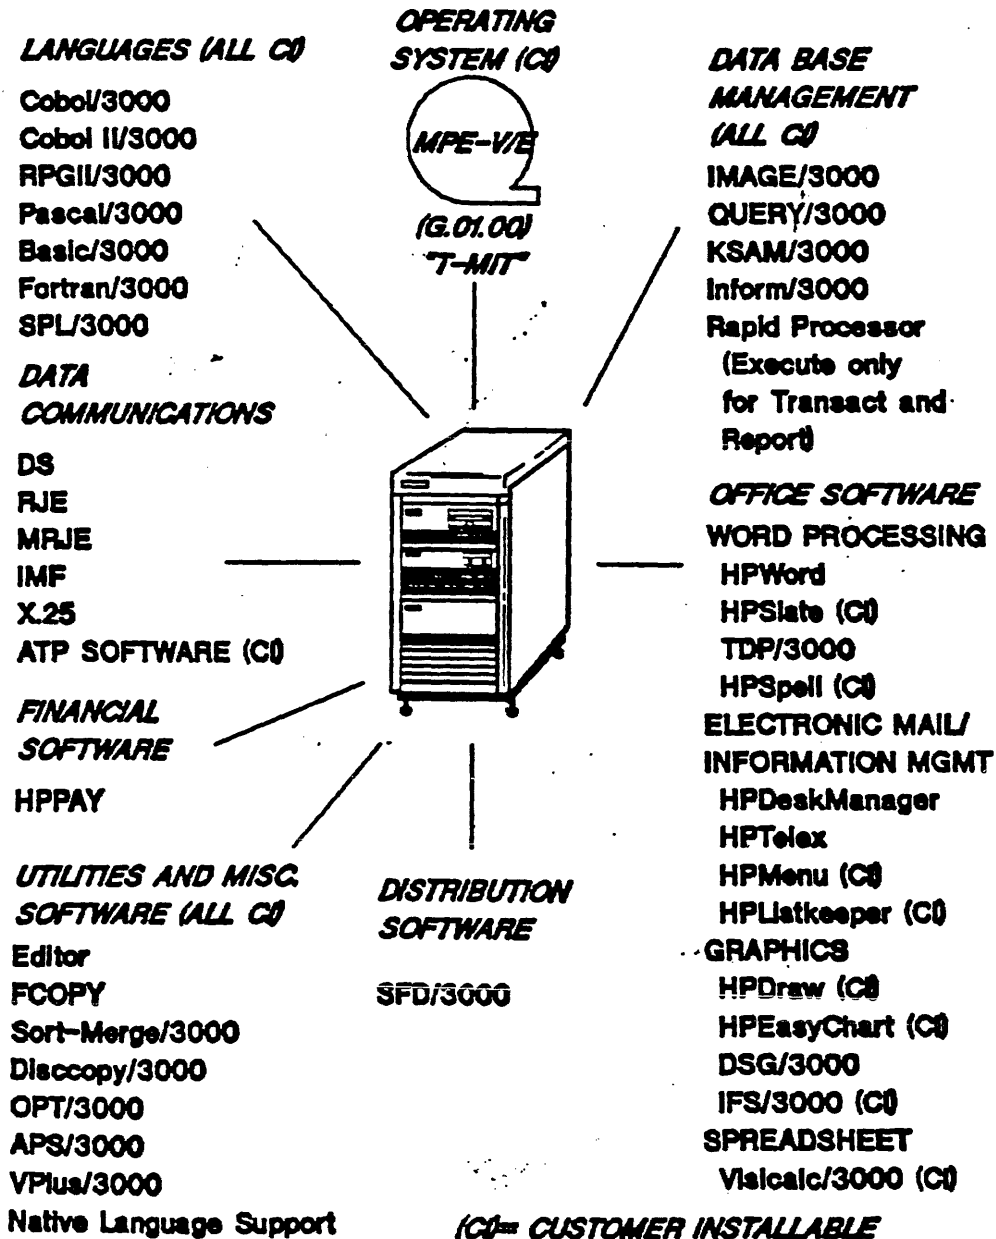 LANGUAGES (ALL CI)
Cobol/3000
Cobol II/3000
RPGII/3000
Pascal/3000
Basic/3000
Fortran/3000
SPL/3000
DATA
COMMUNICATIONS
DS
RJE
MRJE
IMF
X.25
ATP SOFTWARE (CI)
FINANCIAL
SOFTWARE
HPPAY
UTILITIES AND MISC.
SOFTWARE (ALL CI)
Editor
FCOPY
Sort-Merge/3000
Disccopy/3000
OPT/3000
APS/3000
VPlus/3000
Native Language Support
OPERATING
SYSTEM (CI)
MPE-V/E
(G.01.00)
"T-MIT"
DISTRIBUTION
SOFTWARE
SFD/3000
DATA BASE
MANAGEMENT
(ALL CI)
IMAGE/3000
QUERY/3000
KSAM/3000
Inform/3000
Rapid Processor
(Execute only
for Transact and
Report)
OFFICE SOFTWARE
WORD PROCESSING
HPWord
HPSlate (CI)
TDP/3000
HPSpell (CI)
ELECTRONIC MAIL/
INFORMATION MGMT
HPDeskManager
HPTelex
HPMenu (CI)
HPListkeeper (CI)
GRAPHICS
HPDraw (CI)
HPEasyChart (CI)
DSG/3000
IFS/3000 (CI)
SPREADSHEET
Visicalc/3000 (CI)
(CI)= CUSTOMER INSTALLABLE